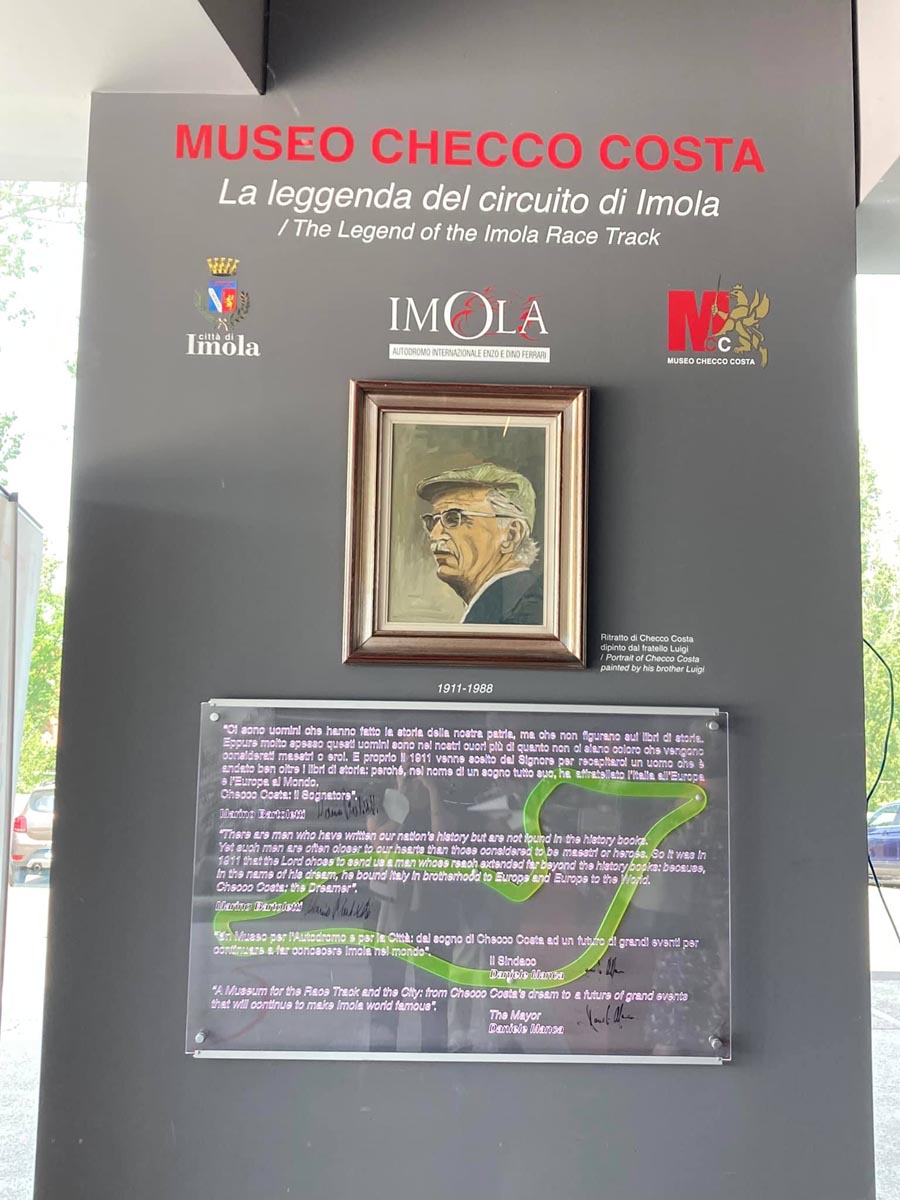 MUSEO CHECCO COSTA
La leggenda del circuito di Imola
/ The Legend of the Imola Race Track
città di
Imola
IMOLA
AUTODROMO INTERNAZIONALE ENZO E DINO FERRARI
M C
MUSEO CHECCO COSTA
Ritratto di Checco Costa
dipinto dal fratello Luigi
/ Portrait of Checco Costa
painted by his brother Luigi
1911-1988
"Ci sono uomini che hanno fatto la storia della nostra patria, ma che non figurano sui libri di storia.
Eppure molto spesso questi uomini sono nei nostri cuori più di quanto non ci siano coloro che vengono
considerati maestri o eroi. E proprio il 1911 venne scelto dal Signore per recapitarci un uomo che è
andato ben oltre i libri di storia: perché, nel nome di un sogno tutto suo, ha affratellato l'Italia all'Europa
e l'Europa al Mondo.
Checco Costa: il Sognatore".
Marino Bartoletti
"There are men who have written our nation's history but are not found in the history books.
Yet such men are often closer to our hearts than those considered to be maestri or heroes. So it was in
1911 that the Lord chose to send us a man whose reach extended far beyond the history books: because,
in the name of his dream, he bound Italy in brotherhood to Europe and Europe to the World.
Checco Costa: the Dreamer".
Marino Bartoletti
"Un Museo per l'Autodromo e per la Città: dal sogno di Checco Costa ad un futuro di grandi eventi per
continuare a far conoscere Imola nel mondo".
Il Sindaco
Daniele Manca
"A Museum for the Race Track and the City: from Checco Costa's dream to a future of grand events
that will continue to make Imola world famous".
The Mayor
Daniele Manca